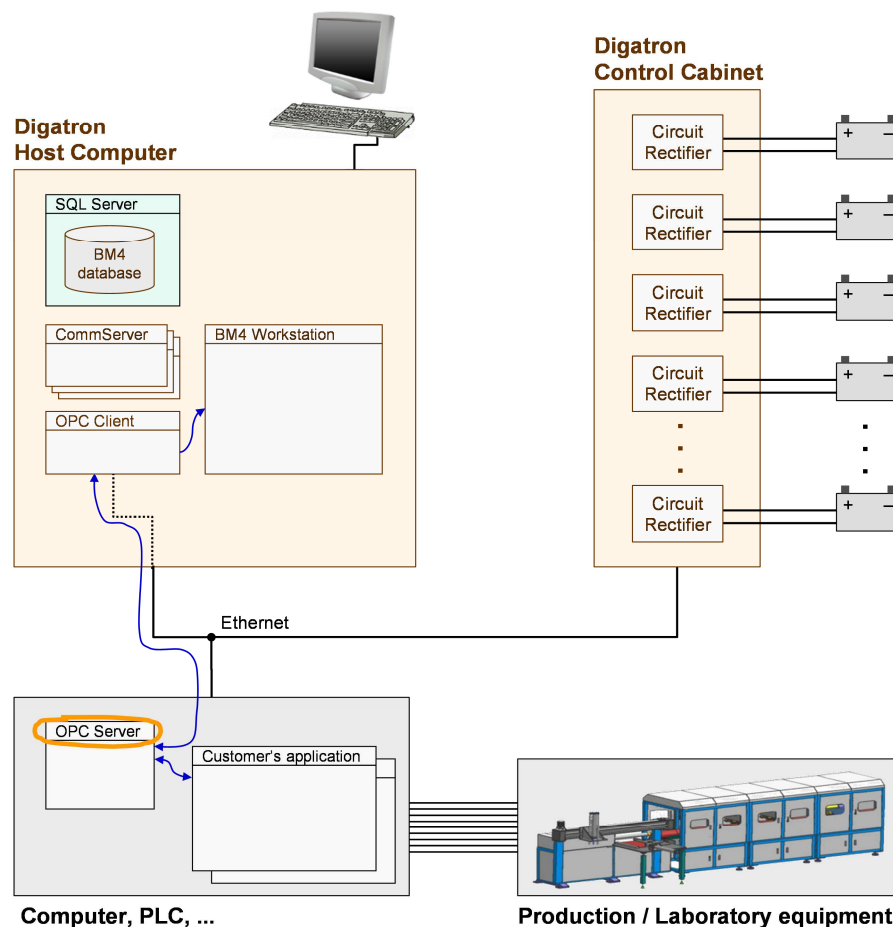 Digatron
Host Computer
SQL Server
BM4
database
CommServer
BM4 Workstation
OPC Client
Digatron
Control Cabinet
Circuit
Rectifier
+ –
Circuit
Rectifier
+ –
Circuit
Rectifier
+ –
Circuit
Rectifier
+ –
Circuit
Rectifier
+ –
Ethernet
OPC Server
Customer's application
Computer, PLC, ...
Production / Laboratory equipment